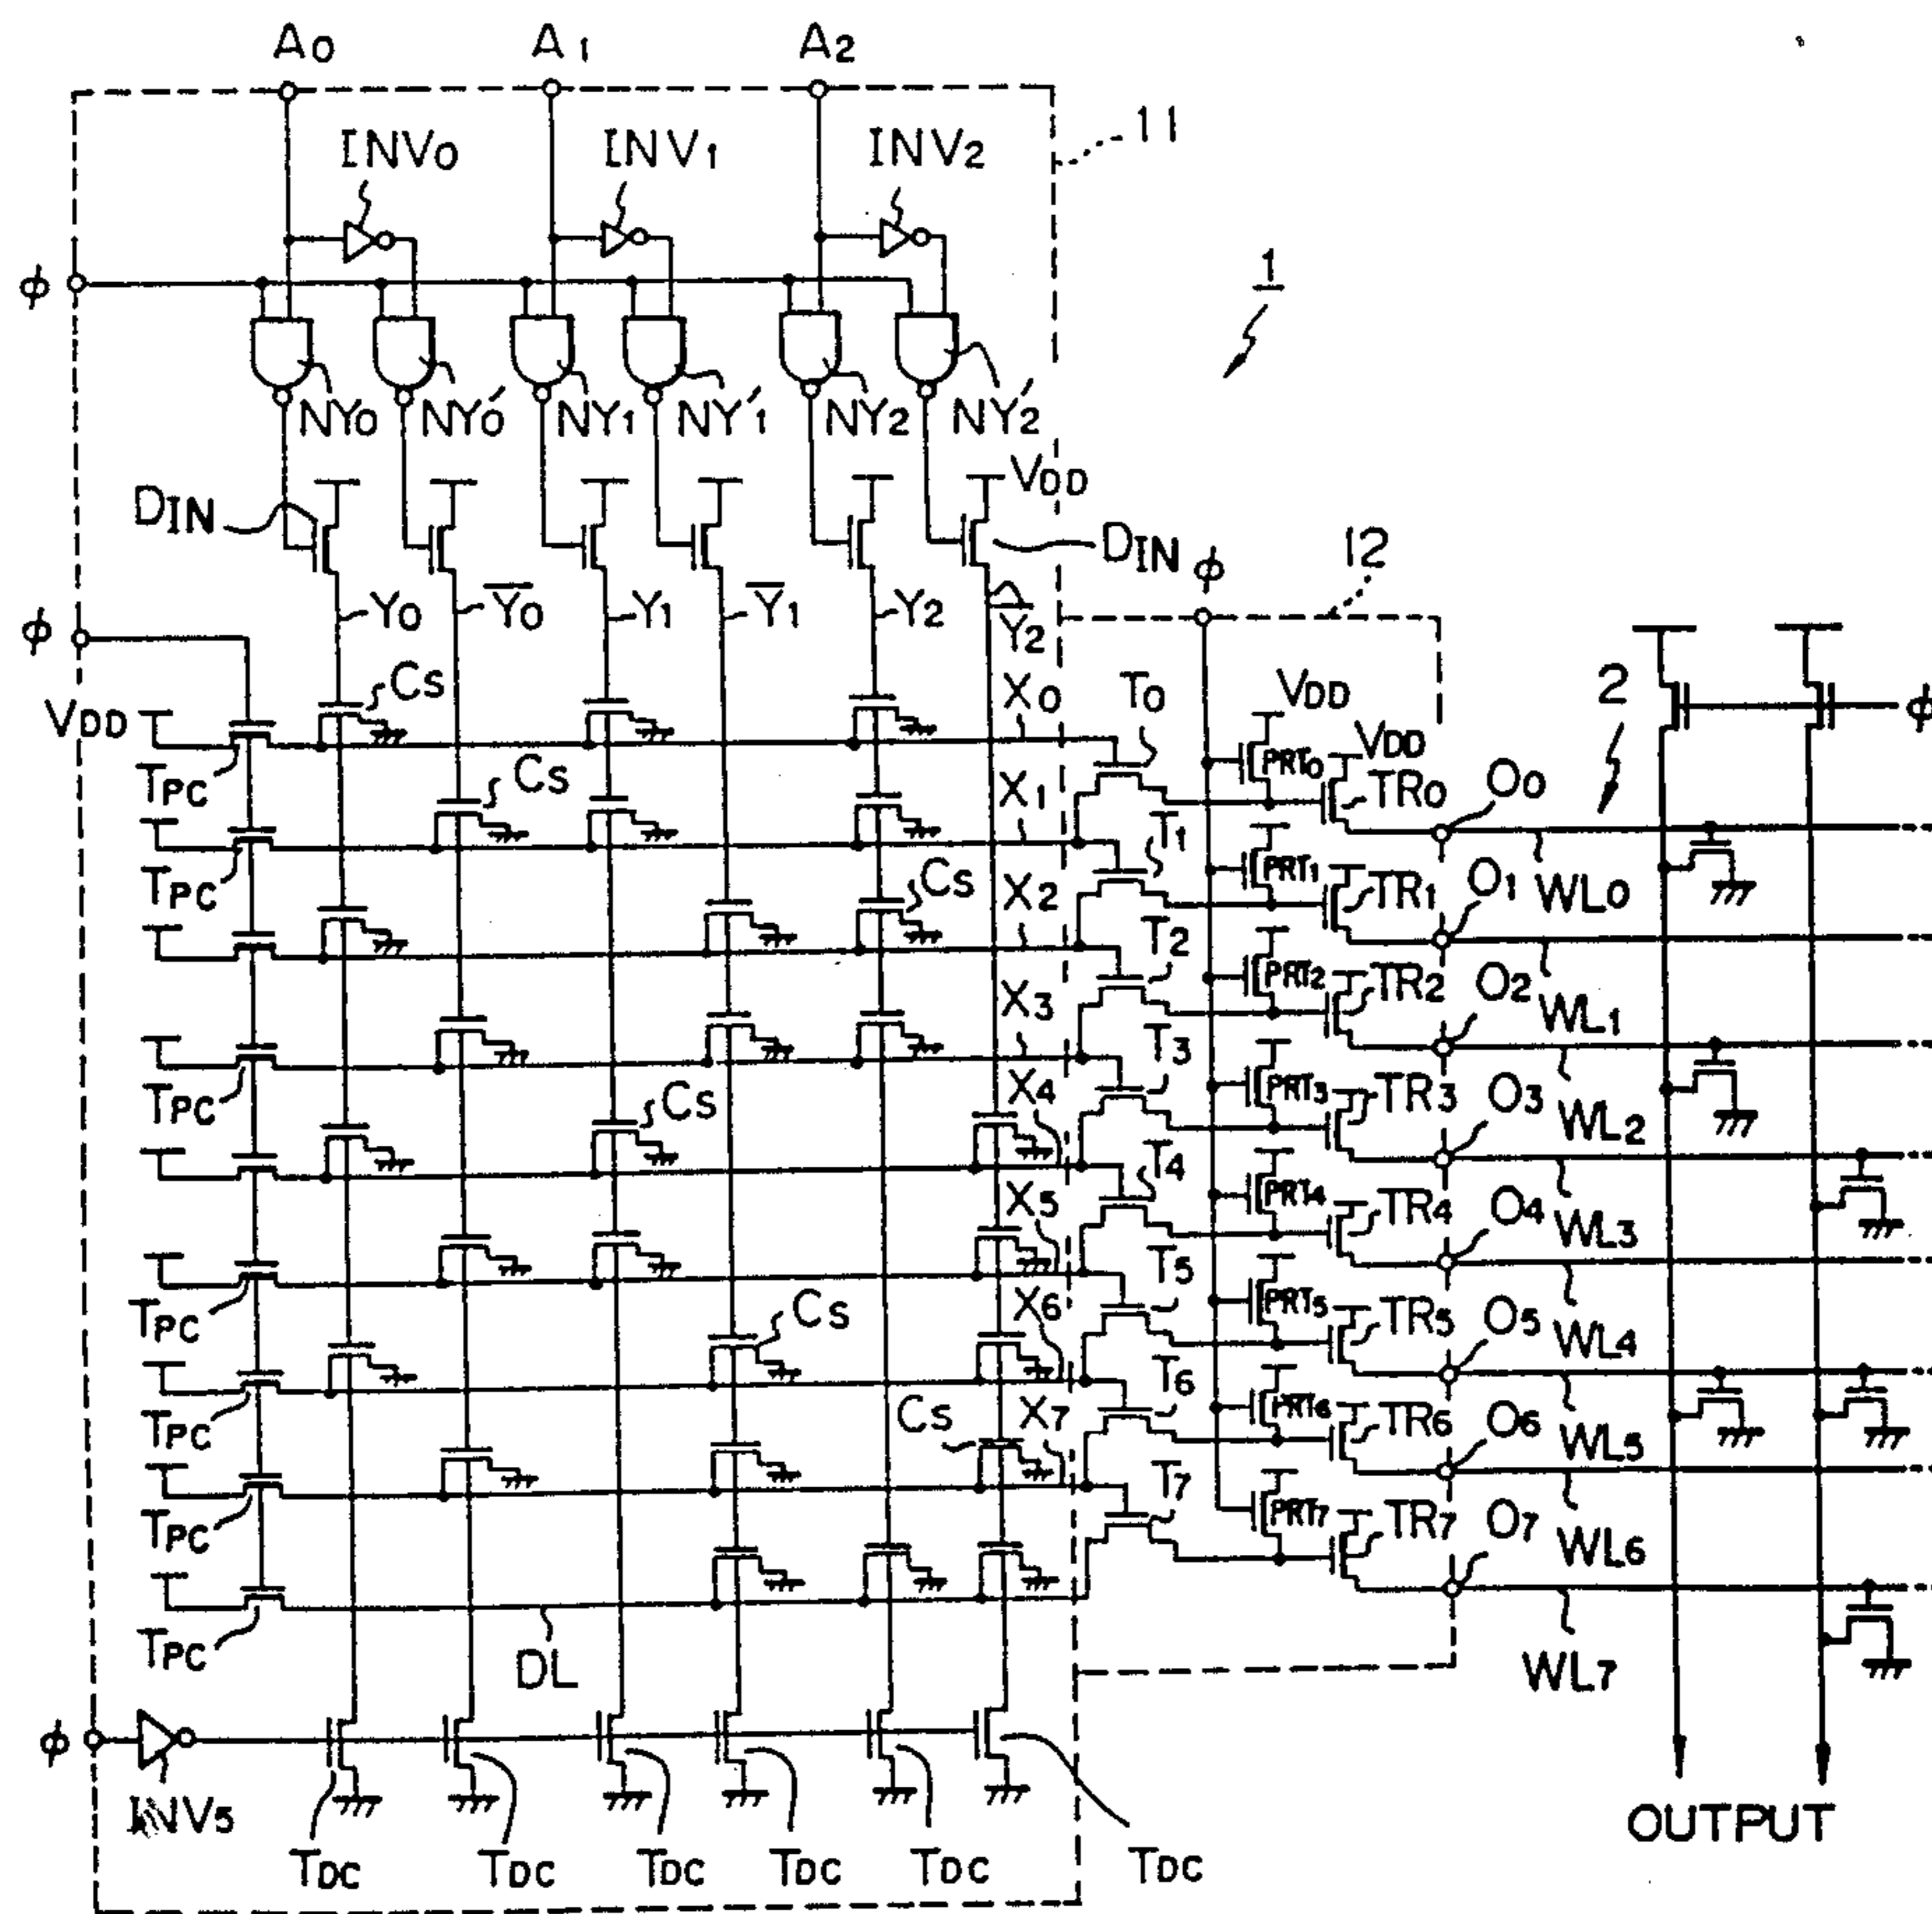 A0 A1 A2
11
INV0 INV1 INV2
1
ϕ
NY0 NY0' NY1 NY'1 NY2 NY'2
VDD
DIN DIN
ϕ 12
ϕ Y0 Y0 Y1 Y1 Y2 Y2
2
CS X0 T0 VDD ϕ
VDD VDD
PRT0
TPC CS X1 TR0 O0
T1
PRT1
TPC CS X2 TR1 O1 WL0
T2
PRT2 TR2 O2 WL1
X3 T3
TPC CS X4 PRT3 TR3 O3 WL2
T4
X5 PRT4 TR4 O4 WL3
T5
TPC CS X6 PRT5 TR5 O5 WL4
T6
TPC CS X7 PRT6 TR6 O6 WL5
T7
TPC PRT7 TR7 O7 WL6
TPC DL WL7
ϕ
INV5 OUTPUT
TDC TDC TDC TDC TDC TDC